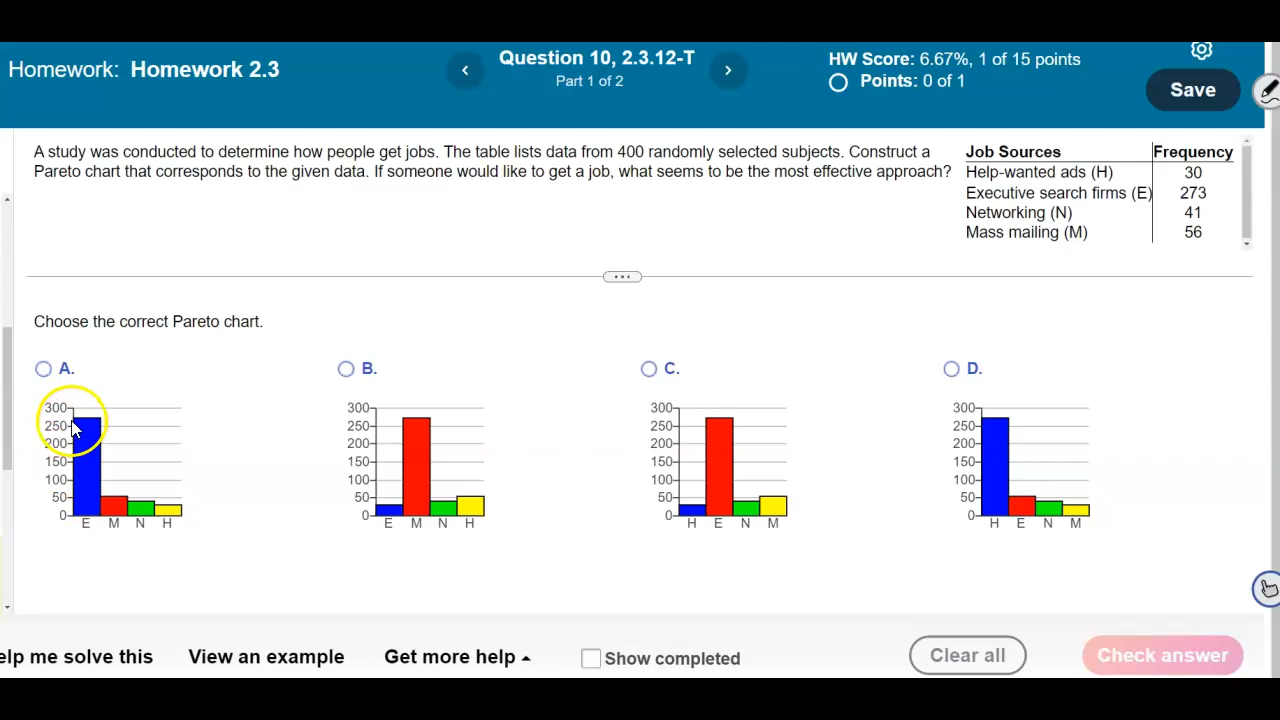 Homework: Homework 2.3
Question 10, 2.3.12-T
Part 1 of 2
HW Score: 6.67%, 1 of 15 points
Points: 0 of 1
Save
A study was conducted to determine how people get jobs. The table lists data from 400 randomly selected subjects. Construct a
Pareto chart that corresponds to the given data. If someone would like to get a job, what seems to be the most effective approach?
Job Sources Frequency
Help-wanted ads (H) 30
Executive search firms (E) 273
Networking (N) 41
Mass mailing (M) 56
Choose the correct Pareto chart.
A.
300
250
200
150
100
50
0
E M N H
B.
300
250
200
150
100
50
0
E M N H
C.
300
250
200
150
100
50
0
H E N M
D.
300
250
200
150
100
50
0
H E N M
elp me solve this
View an example
Get more help
Show completed
Clear all
Check answer